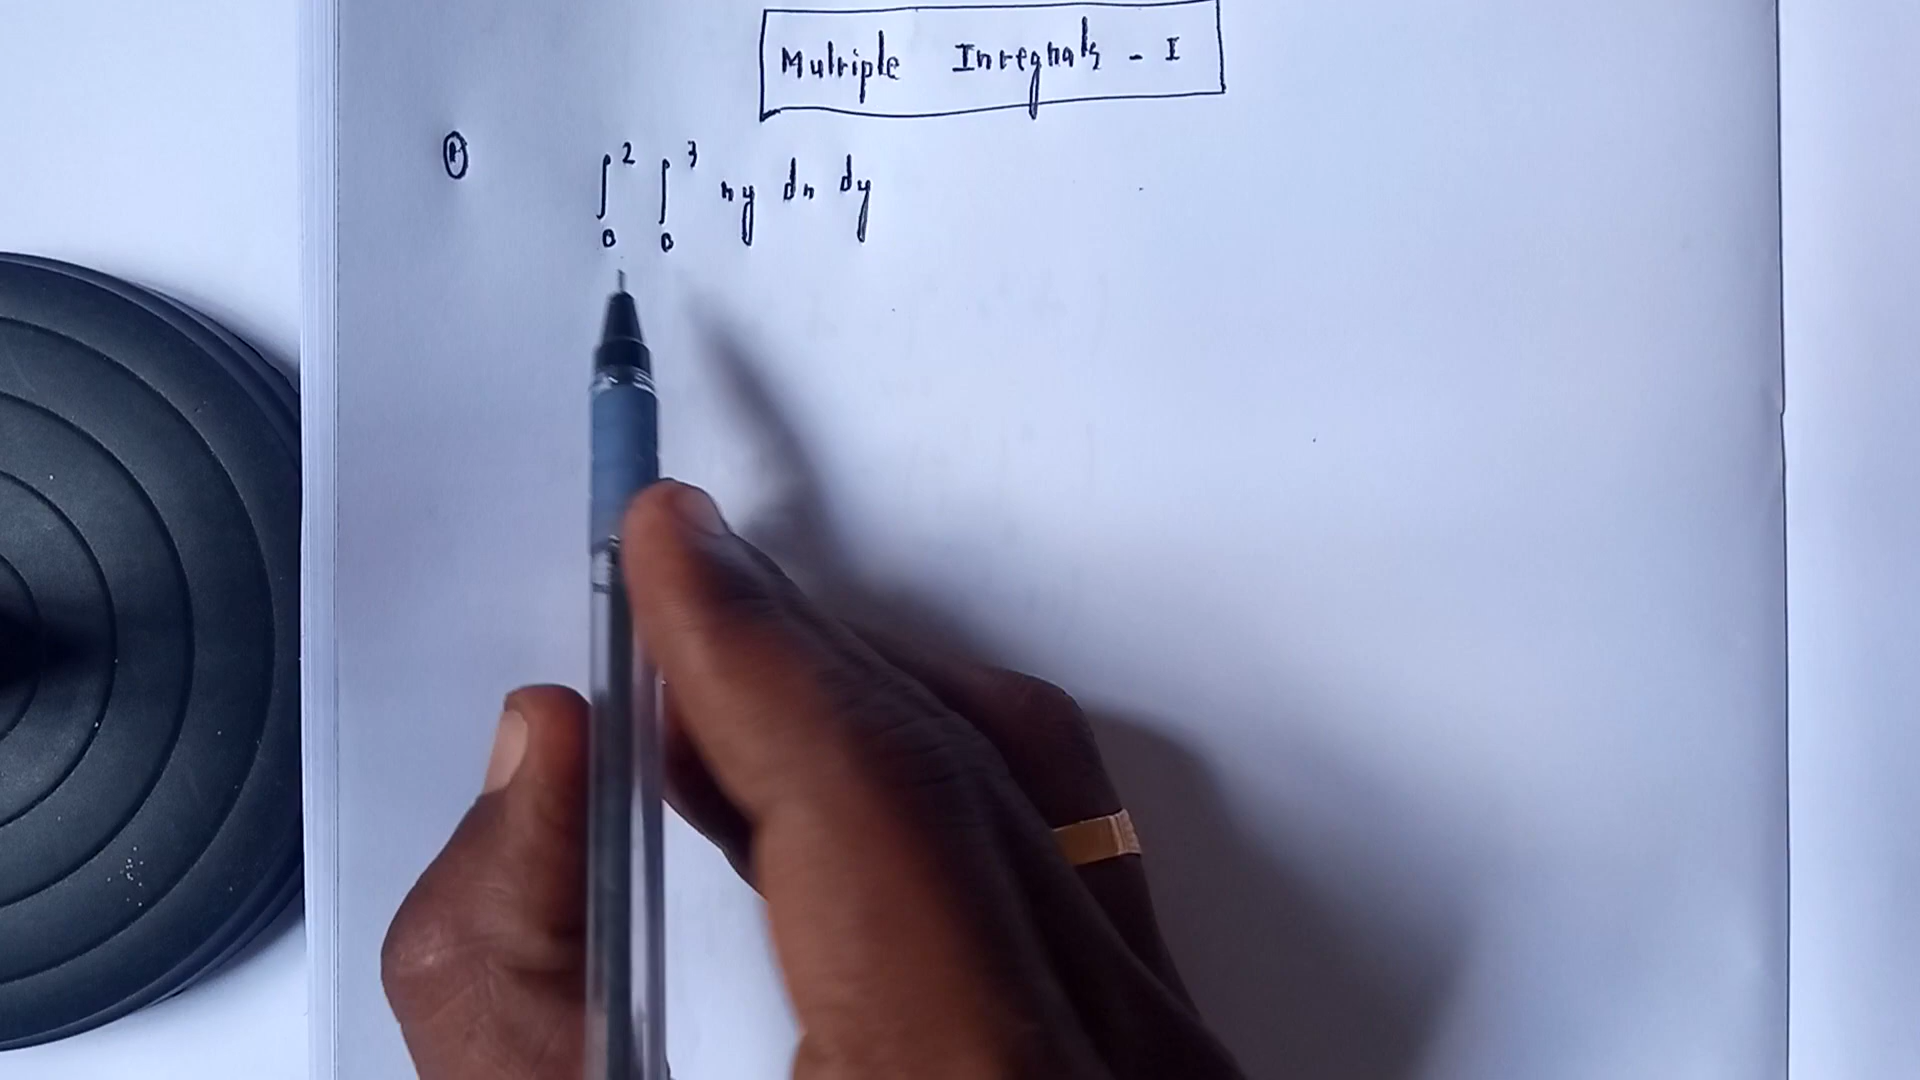 Multiple Integrals - I
① ∫₀² ∫₀³ xy dx dy